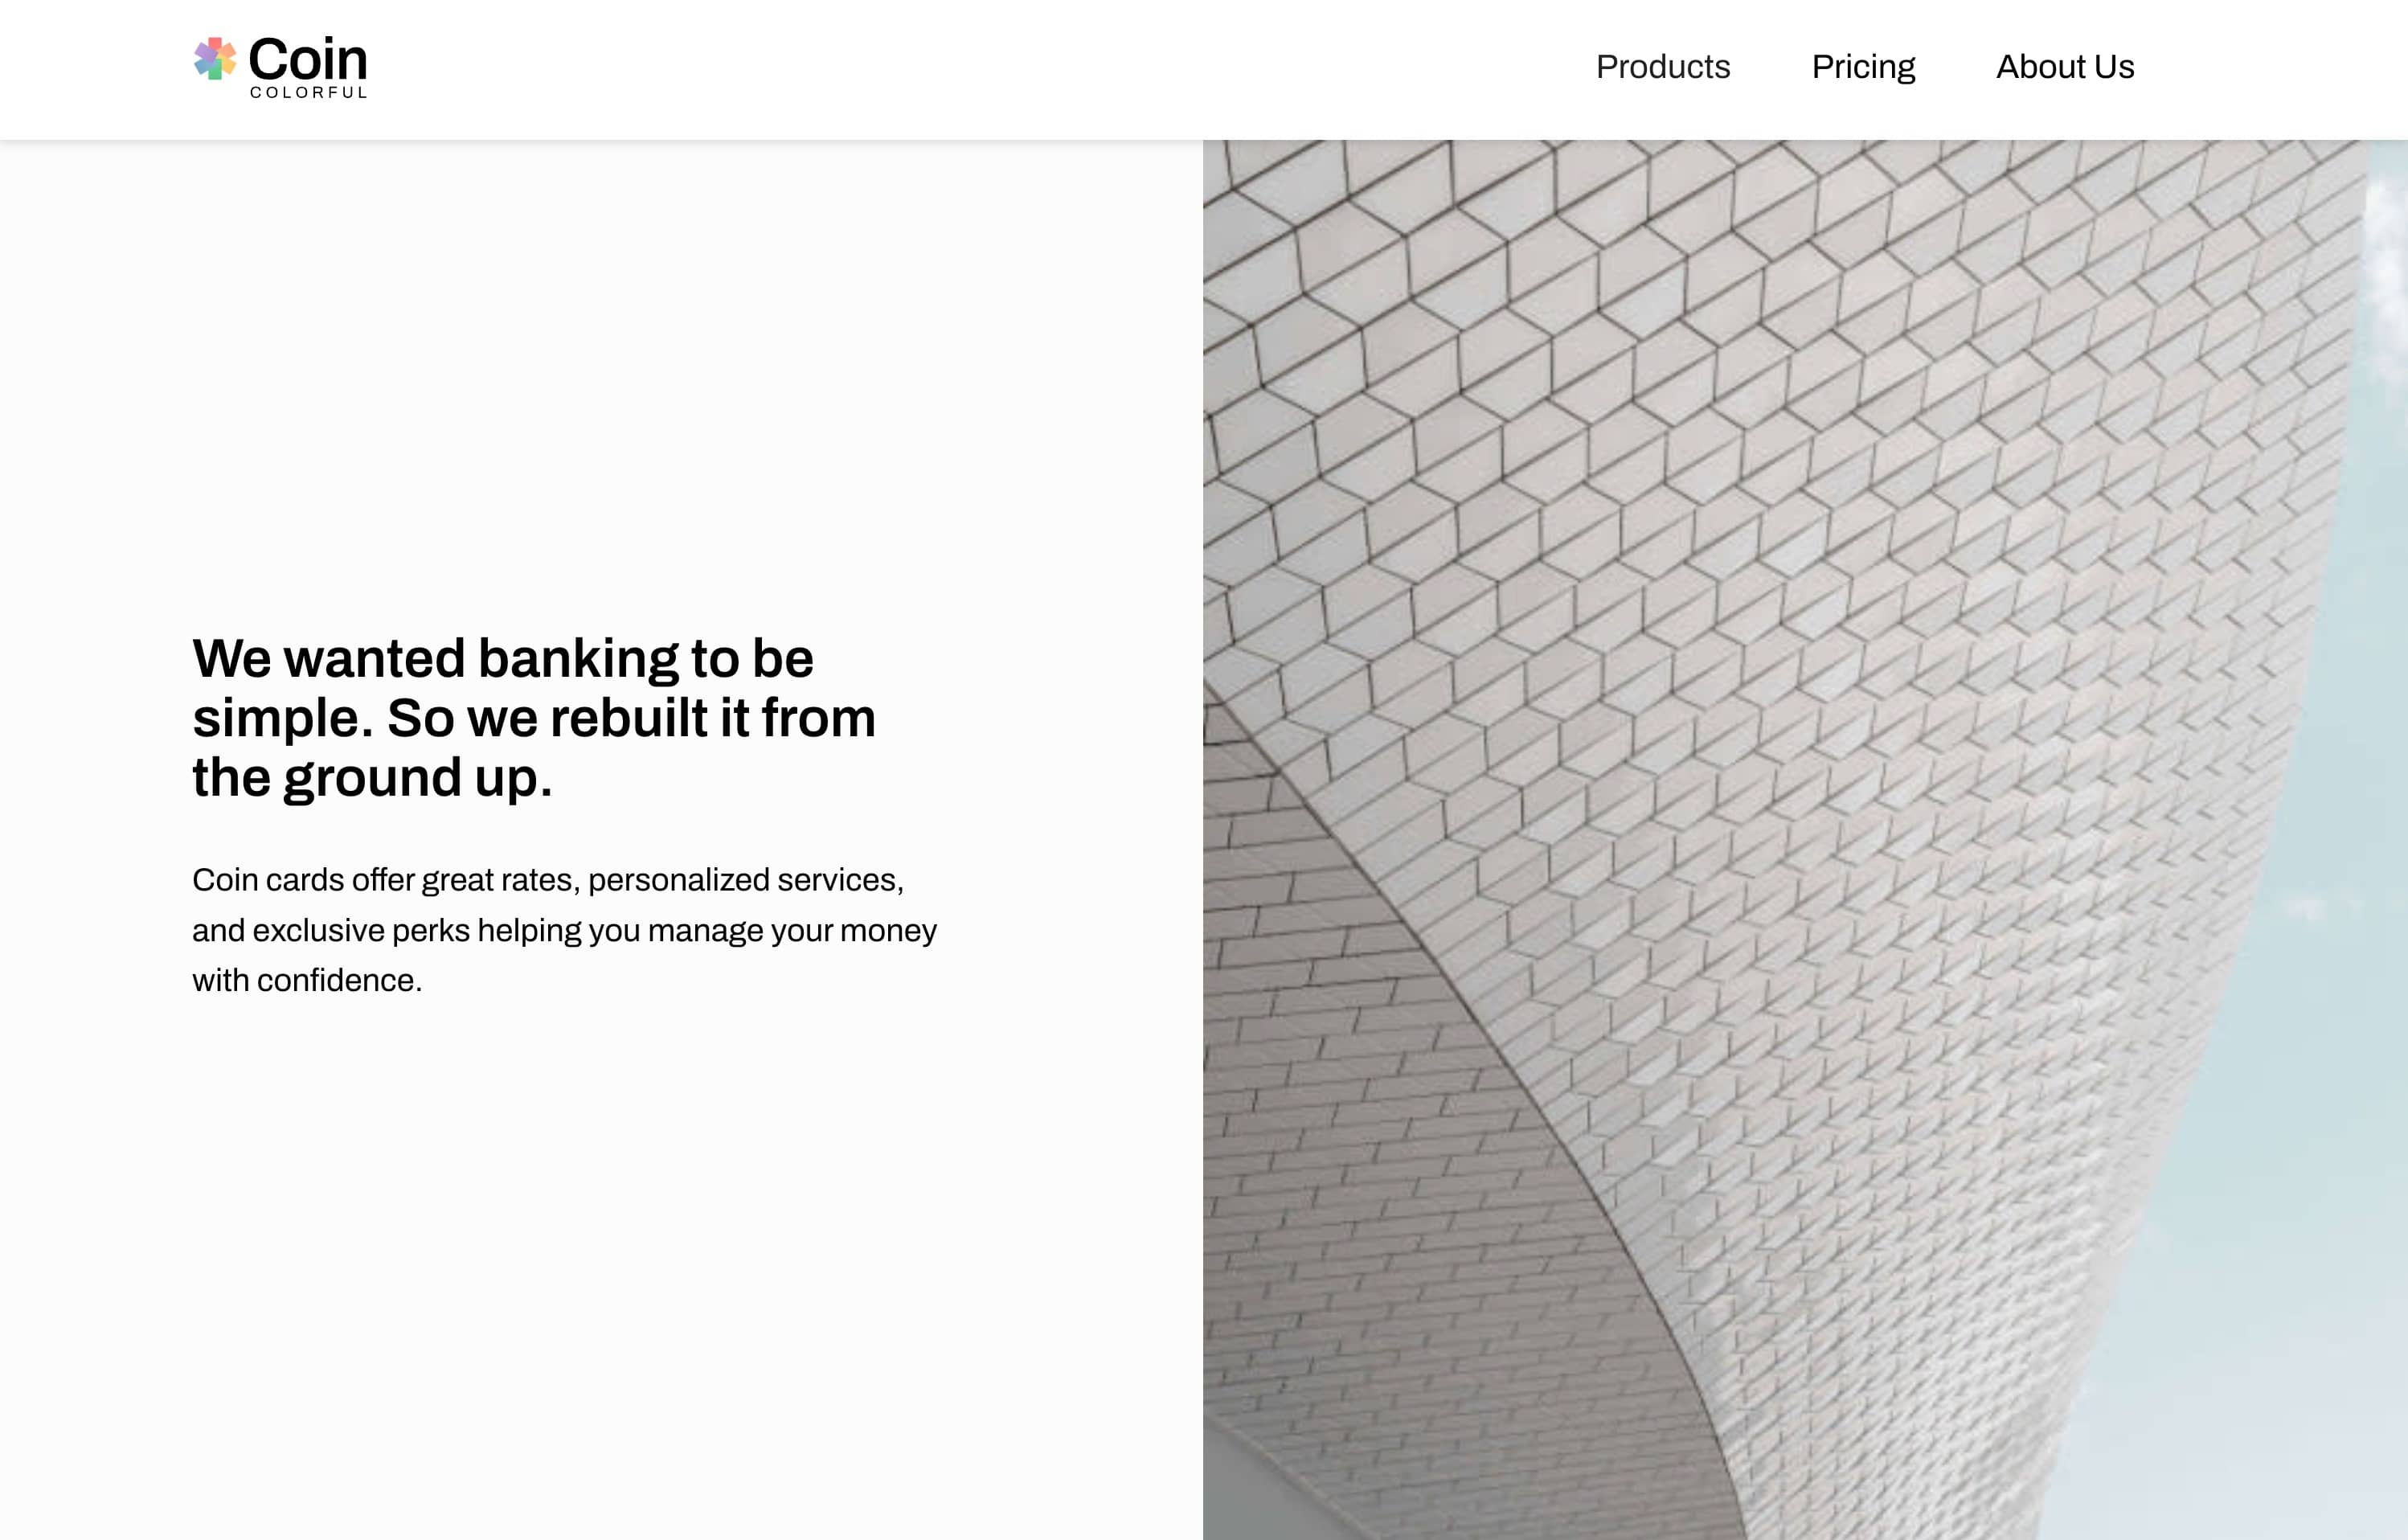 Coin
COLORFUL
Products
Pricing
About Us
We wanted banking to be
simple. So we rebuilt it from
the ground up.
Coin cards offer great rates, personalized services,
and exclusive perks helping you manage your money
with confidence.